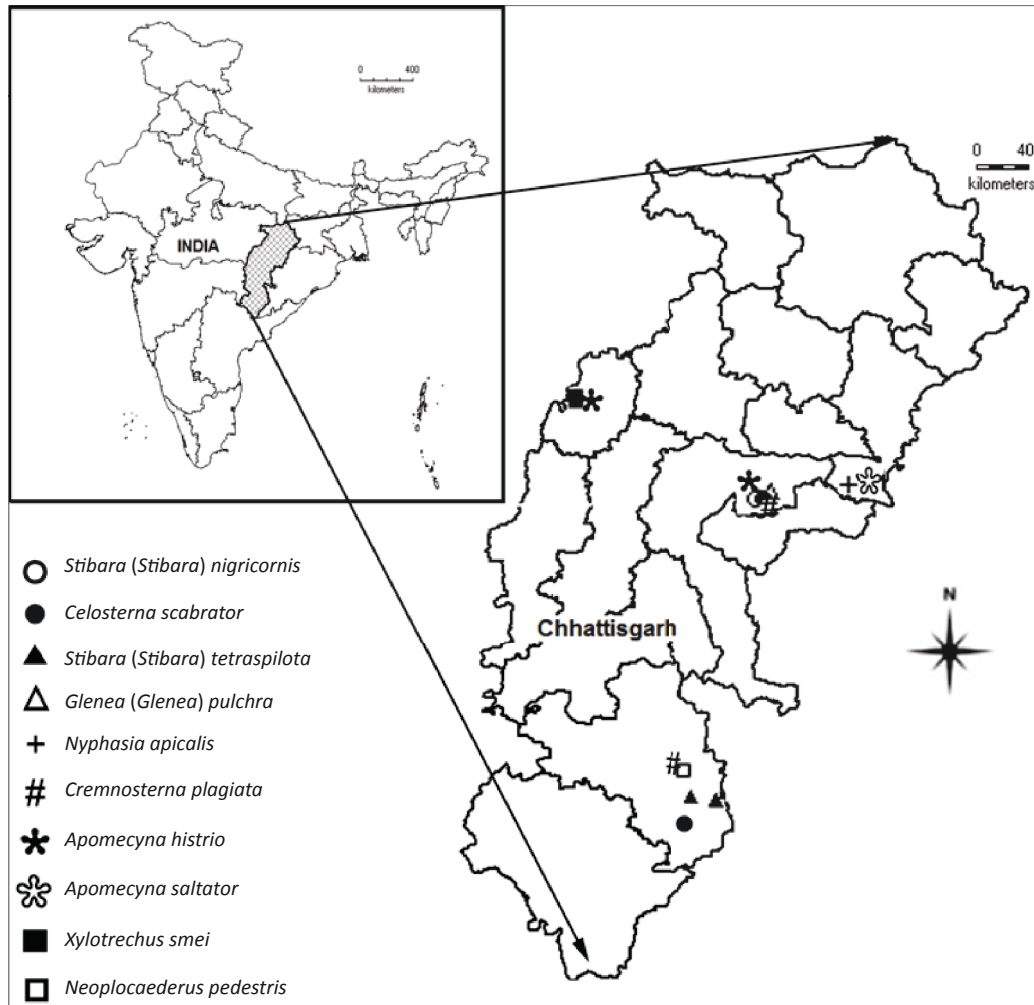 0 400
kilometers
INDIA
0 40
kilometers
Chhattisgarh
N
Stibara (Stibara) nigricornis
Celosterna scabrator
Stibara (Stibara) tetraspilota
Glenea (Glenea) pulchra
Nyphasia apicalis
Cremnosterna plagiata
Apomecyna histrio
Apomecyna saltator
Xylotrechus smei
Neoplocaederus pedestris